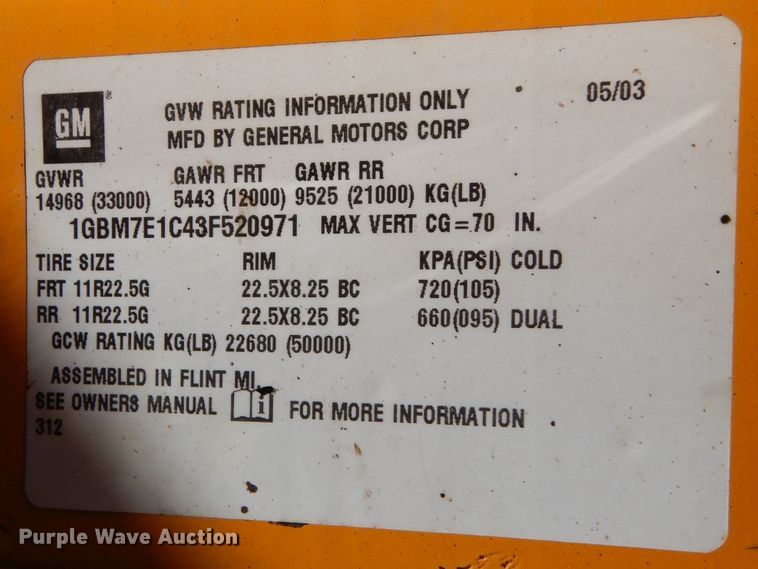 GM ®
GVW RATING INFORMATION ONLY 05/03
MFD BY GENERAL MOTORS CORP
GVWR GAWR FRT GAWR RR
14968 (33000) 5443 (12000) 9525 (21000) KG(LB)
1GBM7E1C43F520971 MAX VERT CG=70 IN.
TIRE SIZE RIM KPA(PSI) COLD
FRT 11R22.5G 22.5X8.25 BC 720(105)
RR 11R22.5G 22.5X8.25 BC 660(095) DUAL
GCW RATING KG(LB) 22680 (50000)
ASSEMBLED IN FLINT MI.
SEE OWNERS MANUAL i FOR MORE INFORMATION
312
Purple Wave Auction